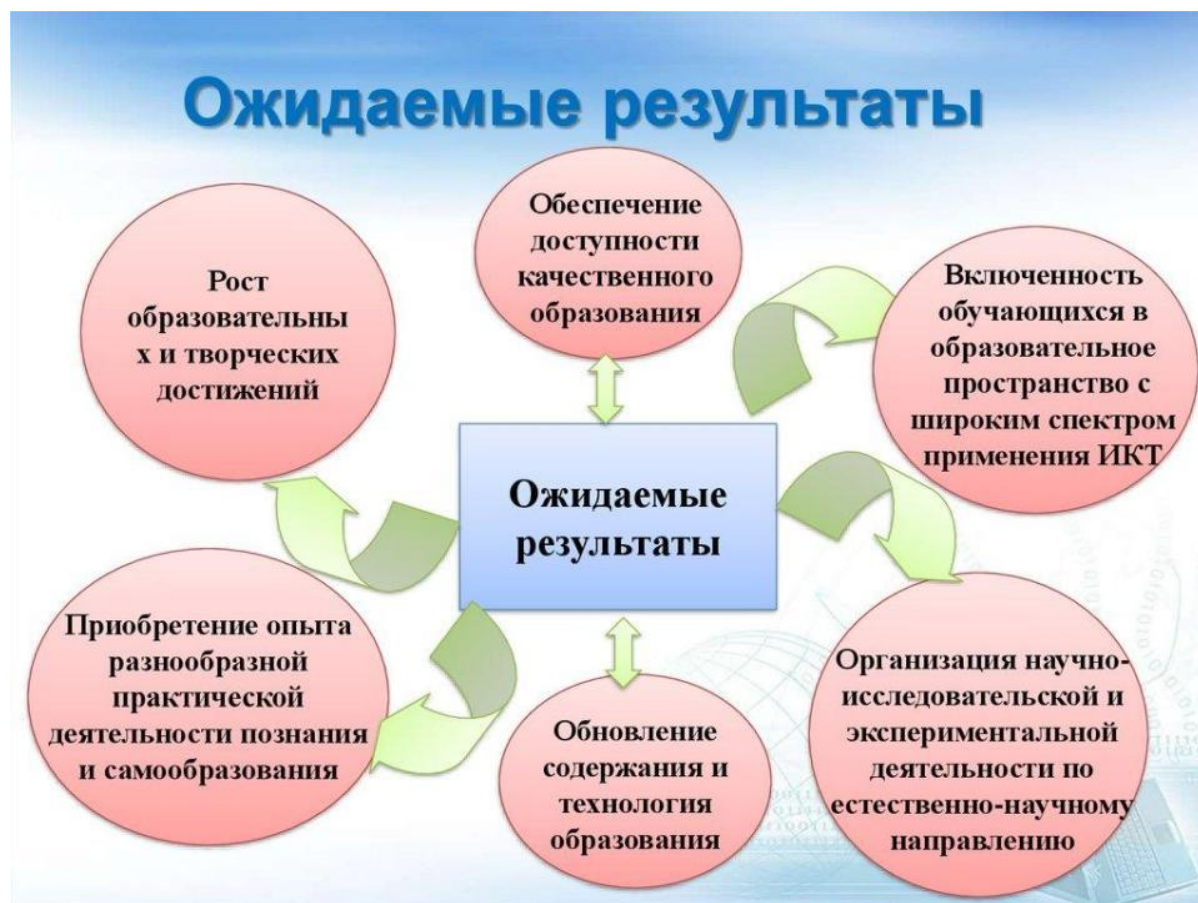 Ожидаемые результаты
Обеспечение
доступности
качественного
образования
Рост
образовательны
х и творческих
достижений
Включенность
обучающихся в
образовательное
пространство с
широким спектром
применения ИКТ
Ожидаемые
результаты
Приобретение опыта
разнообразной
практической
деятельности познания
и самообразования
Обновление
содержания и
технология
образования
Организация научно-
исследовательской и
экспериментальной
деятельности по
естественно-научному
направлению